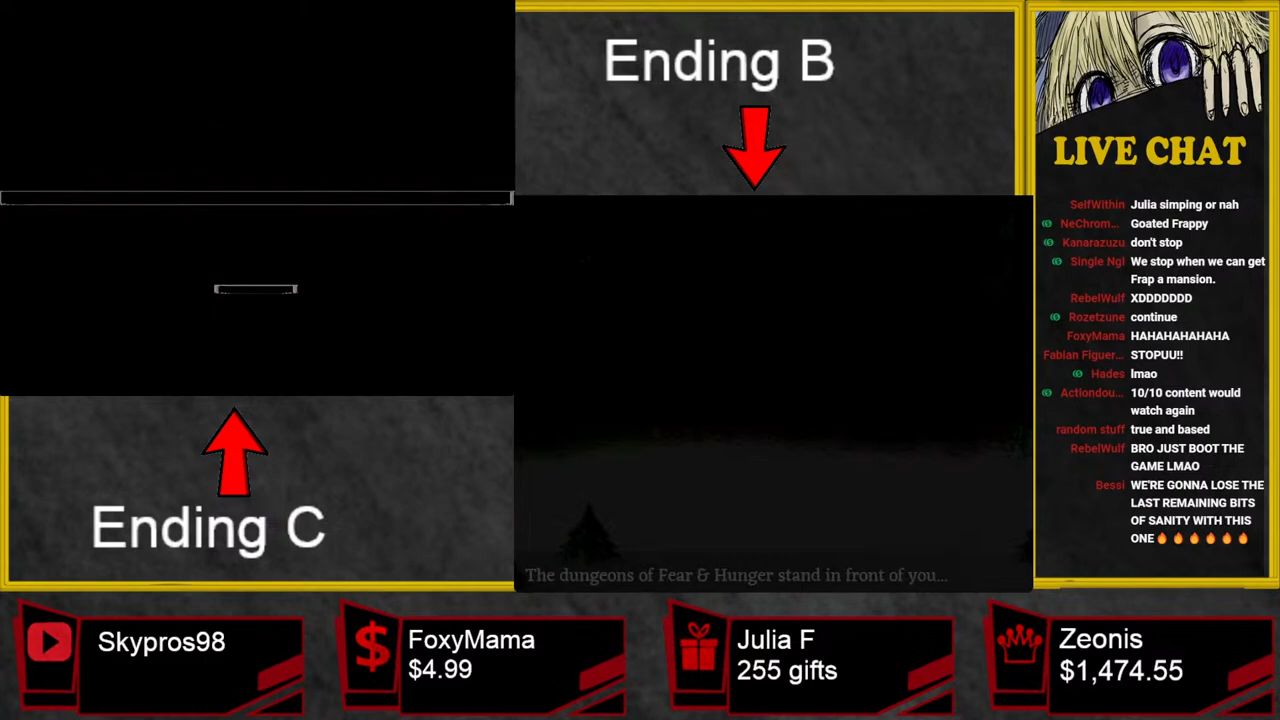 Ending B
Ending C
The dungeons of Fear & Hunger stand in front of you...
LIVE CHAT
SelfWithin Julia simping or nah
NeChrom... Goated Frappy
Kanarazuzu don't stop
Single Ngl We stop when we can get
Frap a mansion.
RebelWulf XDDDDDDD
Rozetzune continue
FoxyMama HAHAHAHAHAHA
Fabian Figuer... STOPUU!!
Hades lmao
Actiondou... 10/10 content would
watch again
random stuff true and based
RebelWulf BRO JUST BOOT THE
GAME LMAO
Bessi WE'RE GONNA LOSE THE
LAST REMAINING BITS
OF SANITY WITH THIS
ONE🔥🔥🔥🔥🔥🔥
Skypros98
FoxyMama
$4.99
Julia F
255 gifts
Zeonis
$1,474.55